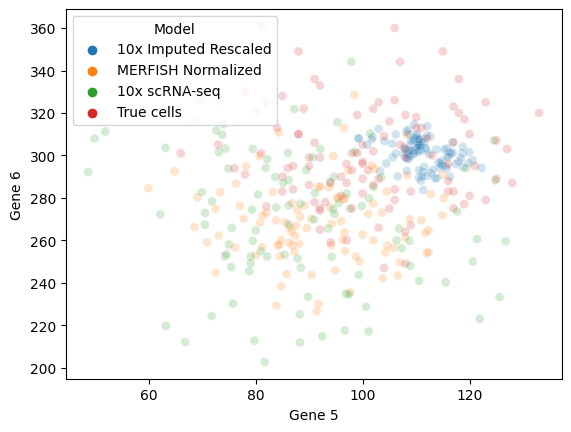 Model
10x Imputed Rescaled
MERFISH Normalized
10x scRNA-seq
True cells
360
340
320
300
280
260
240
220
200
Gene 6
60 80 100 120
Gene 5